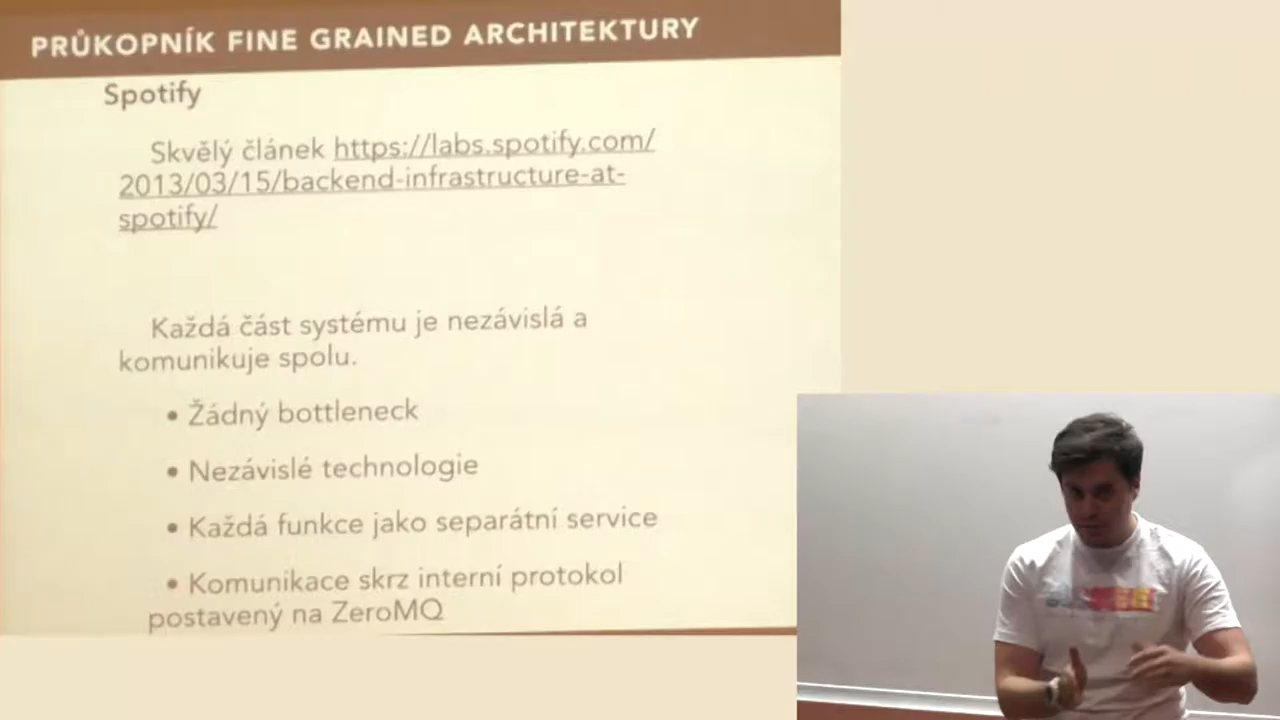 PRŮKOPNÍK FINE GRAINED ARCHITEKTURY
Spotify
Skvělý článek https://labs.spotify.com/
2013/03/15/backend-infrastructure-at-
spotify/
Každá část systému je nezávislá a
komunikuje spolu.
• Žádný bottleneck
• Nezávislé technologie
• Každá funkce jako separátní service
• Komunikace skrz interní protokol
postavený na ZeroMQ